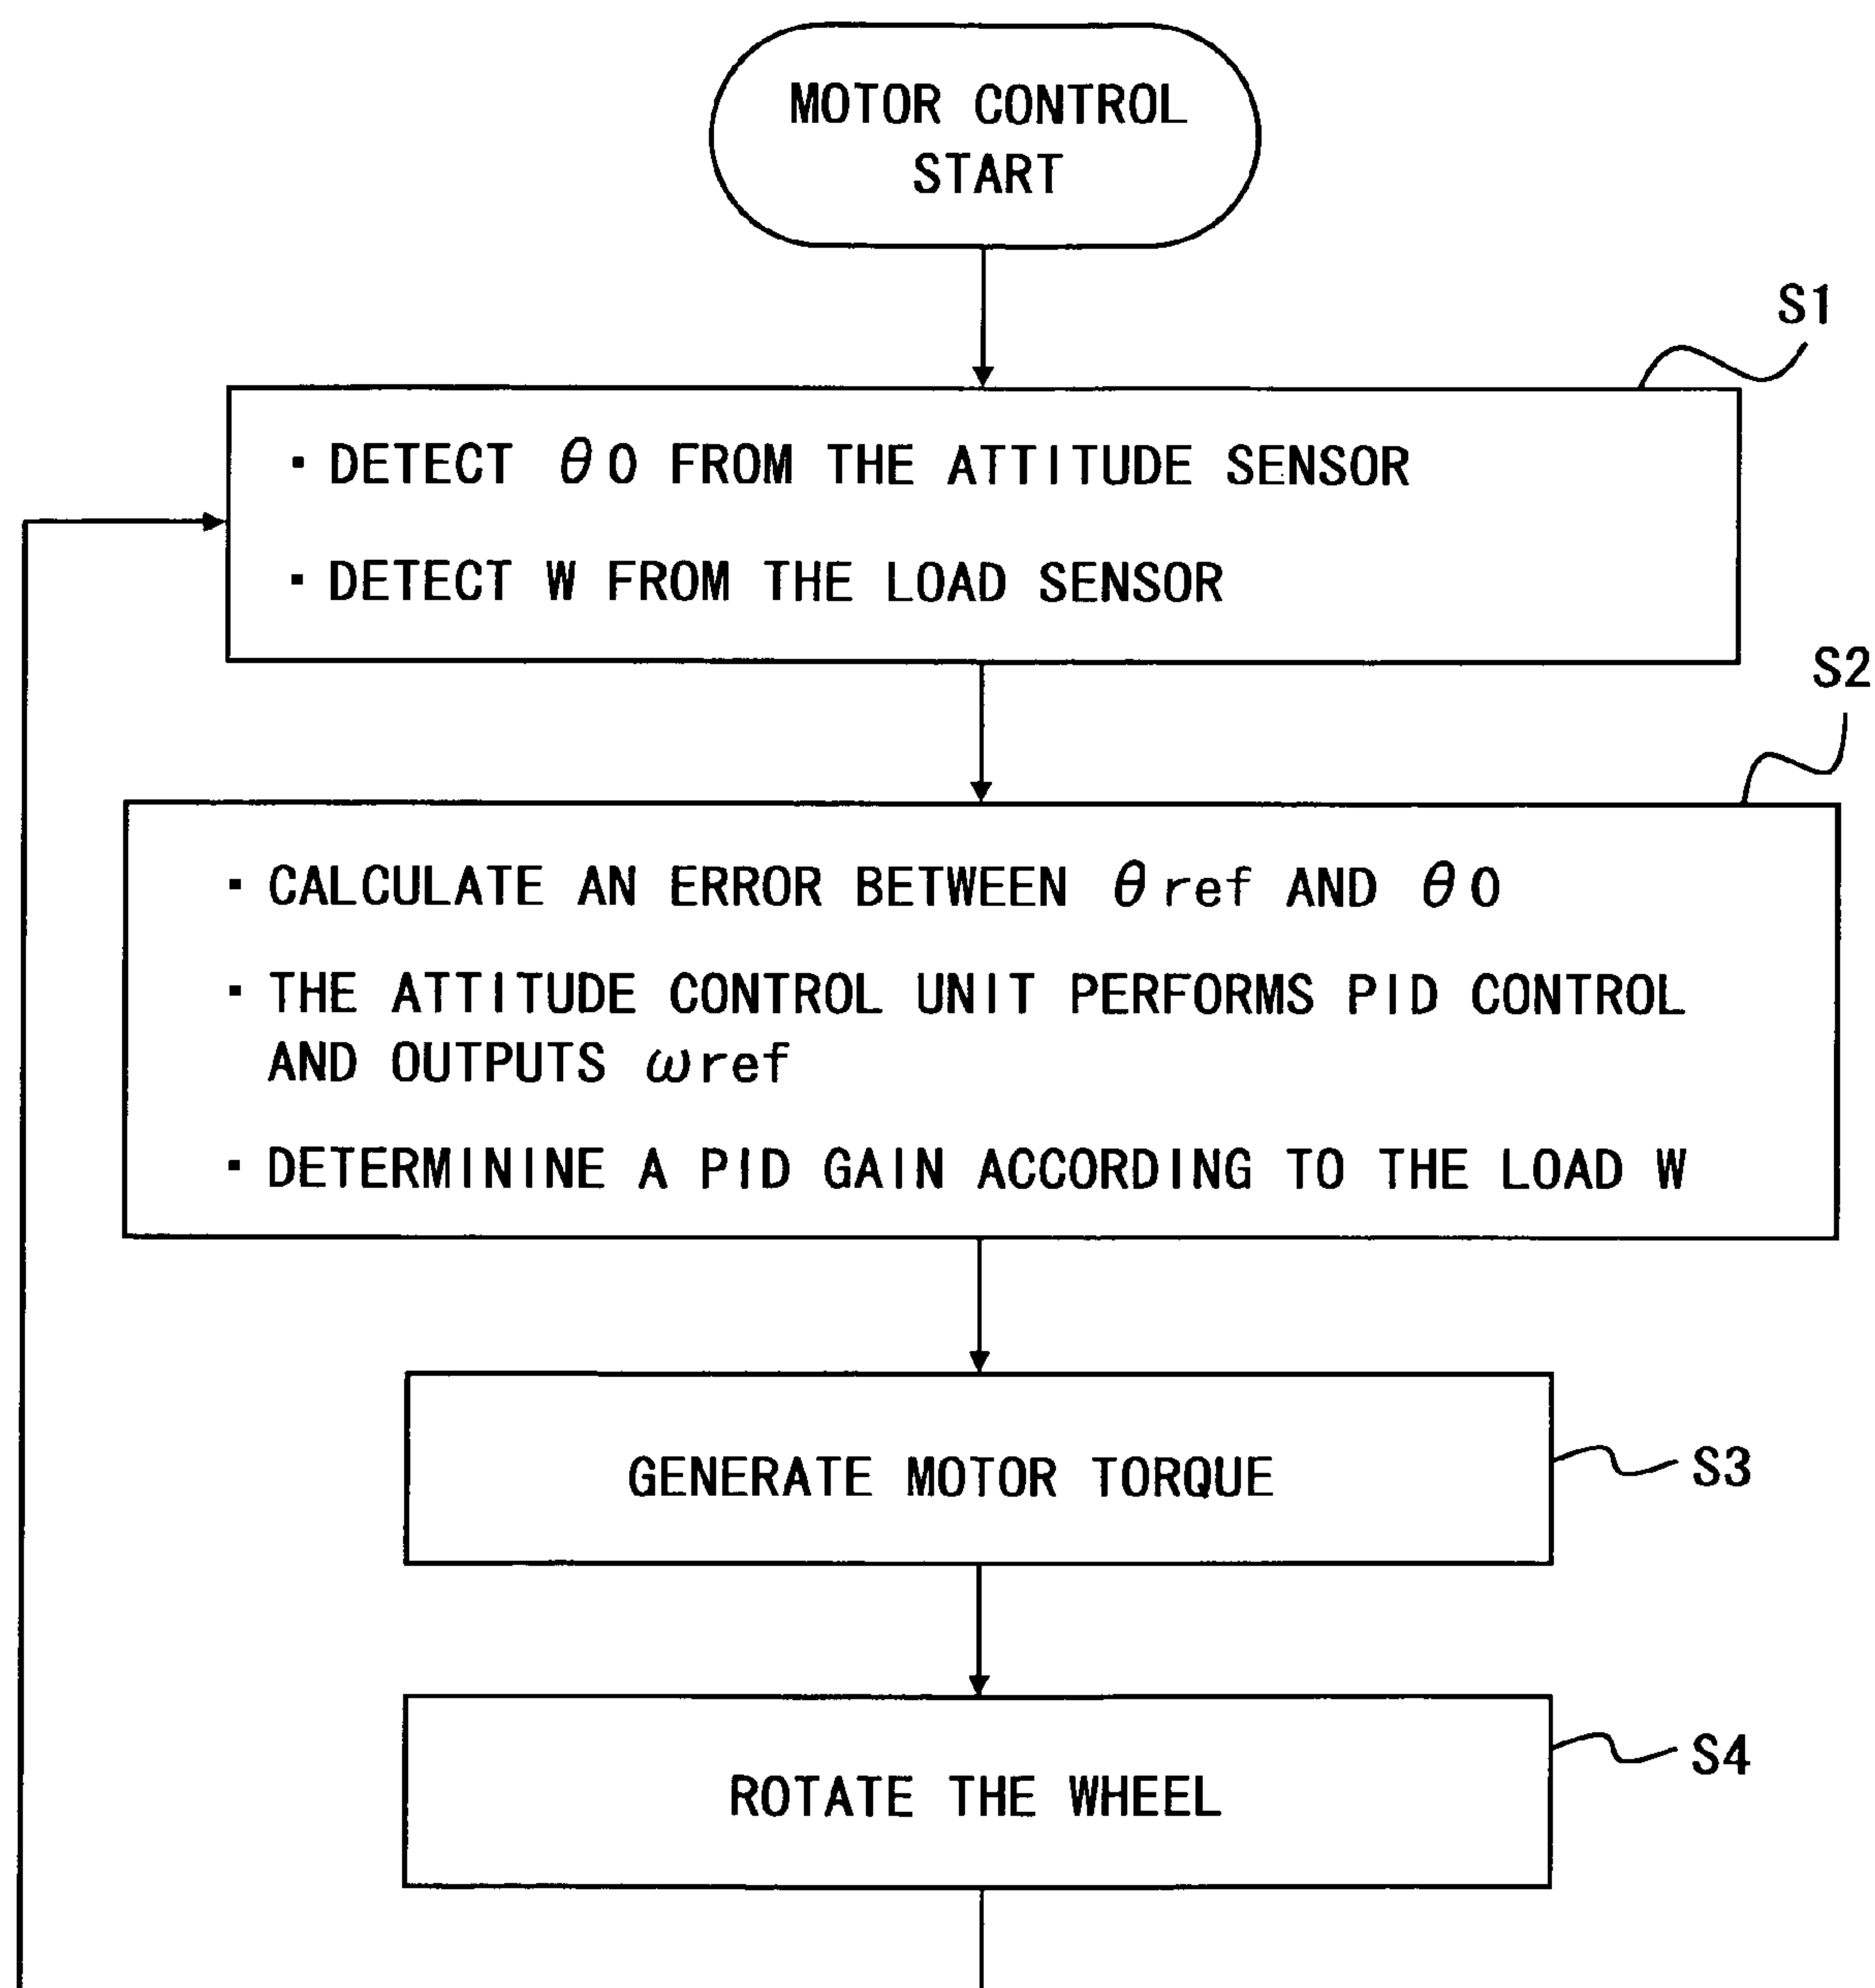 MOTOR CONTROL
START
S1
・DETECT θ0 FROM THE ATTITUDE SENSOR
・DETECT W FROM THE LOAD SENSOR
S2
・CALCULATE AN ERROR BETWEEN θref AND θ0
・THE ATTITUDE CONTROL UNIT PERFORMS PID CONTROL
AND OUTPUTS ωref
・DETERMININE A PID GAIN ACCORDING TO THE LOAD W
GENERATE MOTOR TORQUE
S3
ROTATE THE WHEEL
S4